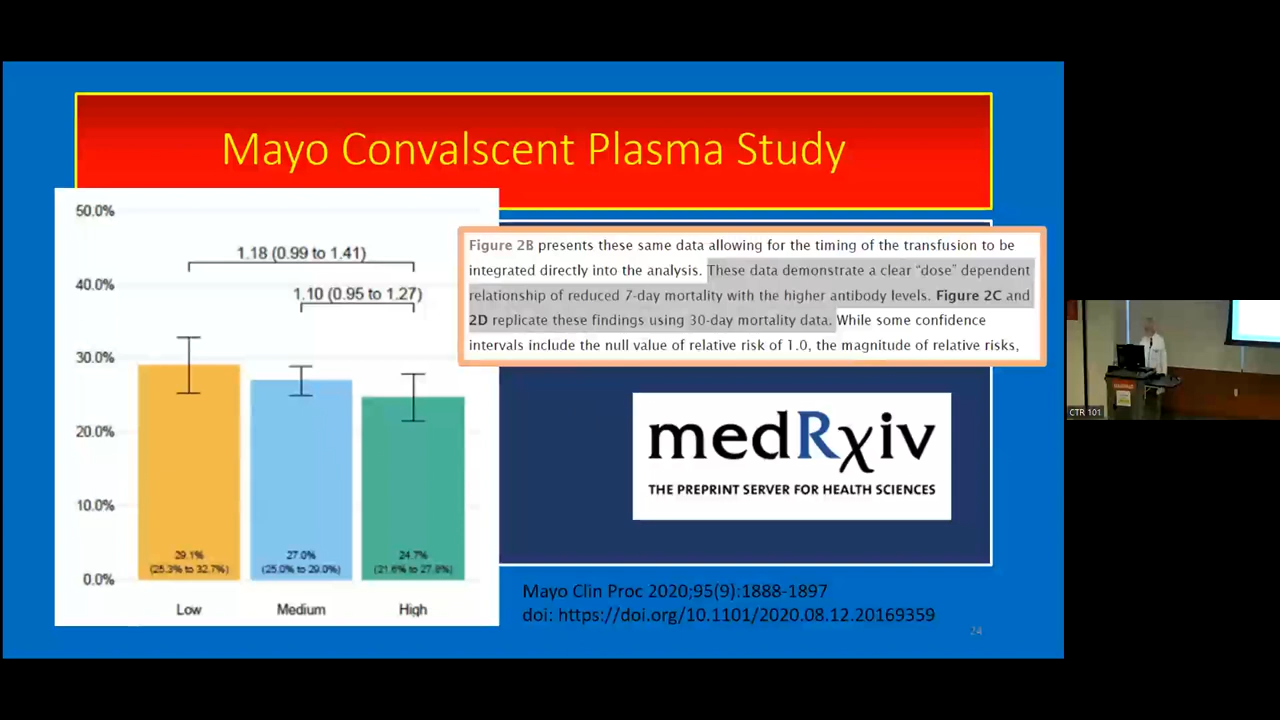 Mayo Convalscent Plasma Study
50.0%
40.0%
30.0%
20.0%
10.0%
0.0%
1.18 (0.99 to 1.41)
1.10 (0.95 to 1.27)
29.1%
(25.3% to 32.7%)
27.0%
(25.0% to 29.0%)
24.7%
(21.6% to 27.8%)
Low
Medium
High
Figure 2B presents these same data allowing for the timing of the transfusion to be
integrated directly into the analysis. These data demonstrate a clear “dose” dependent
relationship of reduced 7-day mortality with the higher antibody levels. Figure 2C and
2D replicate these findings using 30-day mortality data. While some confidence
intervals include the null value of relative risk of 1.0, the magnitude of relative risks,
medRχiv
THE PREPRINT SERVER FOR HEALTH SCIENCES
Mayo Clin Proc 2020;95(9):1888-1897
doi: https://doi.org/10.1101/2020.08.12.20169359
24
CTR 101